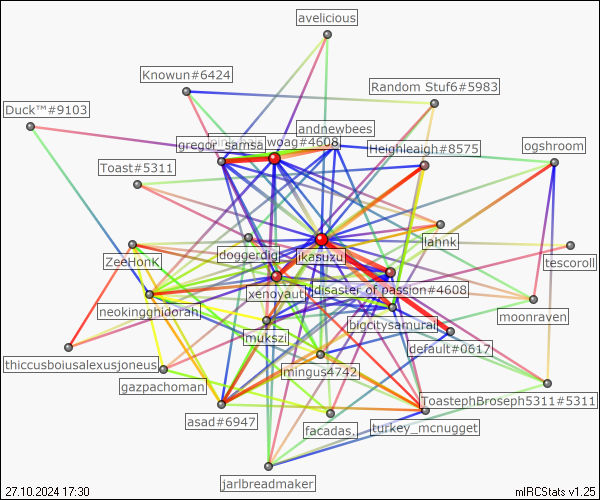 avelicious
Knowun#6424
Random Stuf6#5983
Duck™#9103
andnewbees
woag#4608
gregor_samsa
Heighleaigh#8575
ogshroom
Toast#5311
lahnk
doggerdig
ikasuzu
ZeeHonk
tescoroll
disaster of passion#4608
xenoyauty
neokingghidorah
moonraven
bigcitysamurai
mukszi
default#0617
thiccusboiusalexusjoneus
mingus4742
gazpachoman
ToastephBroseph5311#5311
asad#6947
facadas.
turkey_mcnugget
jarlbreadmaker
27.10.2024 17:30
mIRCStats v1.25